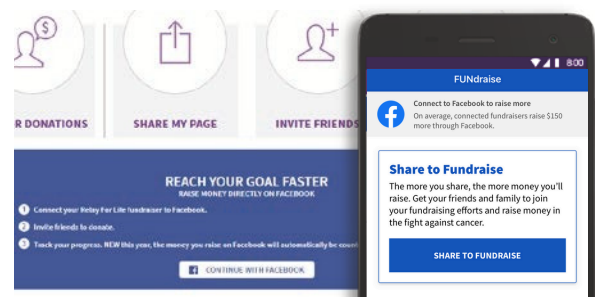 R DONATIONS
SHARE MY PAGE
INVITE FRIENDS
REACH YOUR GOAL FASTER
RAISE MONEY DIRECTLY ON FACEBOOK
1 Connect your Relay For Life fundraiser to Facebook.
2 Invite friends to donate.
3 Track your progress. NEW this year, the money you raise on Facebook will automatically be count
CONTINUE WITH FACEBOOK
8:00
FUNdraise
Connect to Facebook to raise more
On average, connected fundraisers raise $150
more through Facebook.
Share to Fundraise
The more you share, the more money you'll
raise. Get your friends and family to join
your fundraising efforts and raise money in
the fight against cancer.
SHARE TO FUNDRAISE